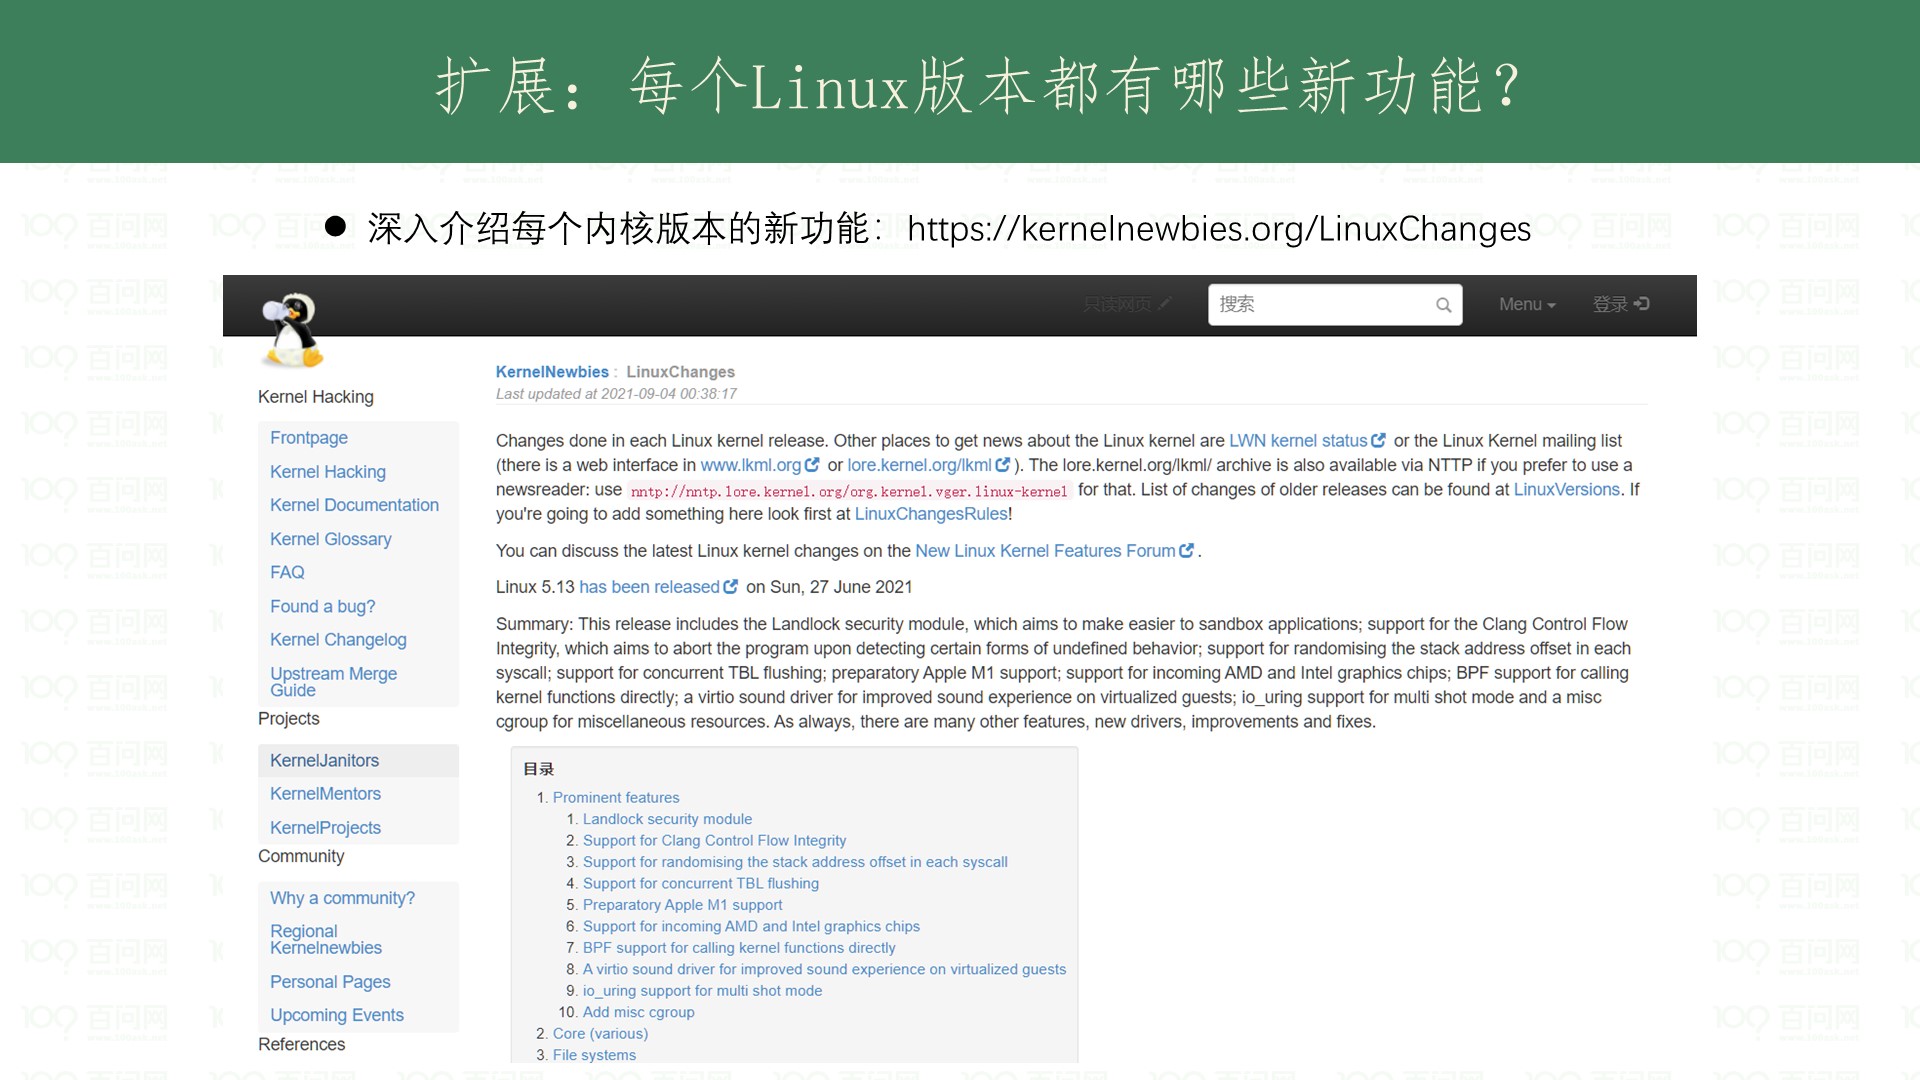 扩展：每个Linux版本都有哪些新功能？
● 深入介绍每个内核版本的新功能：https://kernelnewbies.org/LinuxChanges
只读网页 搜索 Menu 登录
Kernel Hacking
Frontpage
Kernel Hacking
Kernel Documentation
Kernel Glossary
FAQ
Found a bug?
Kernel Changelog
Upstream Merge
Guide
Projects
KernelJanitors
KernelMentors
KernelProjects
Community
Why a community?
Regional
Kernelnewbies
Personal Pages
Upcoming Events
References
KernelNewbies : LinuxChanges
Last updated at 2021-09-04 00:38:17
Changes done in each Linux kernel release. Other places to get news about the Linux kernel are LWN kernel status or the Linux Kernel mailing list
(there is a web interface in www.lkml.org or lore.kernel.org/lkml ). The lore.kernel.org/lkml/ archive is also available via NTTP if you prefer to use a
newsreader: use nntp://nntp.lore.kernel.org/org.kernel.vger.linux-kernel for that. List of changes of older releases can be found at LinuxVersions. If
you're going to add something here look first at LinuxChangesRules!
You can discuss the latest Linux kernel changes on the New Linux Kernel Features Forum .
Linux 5.13 has been released on Sun, 27 June 2021
Summary: This release includes the Landlock security module, which aims to make easier to sandbox applications; support for the Clang Control Flow
Integrity, which aims to abort the program upon detecting certain forms of undefined behavior; support for randomising the stack address offset in each
syscall; support for concurrent TBL flushing; preparatory Apple M1 support; support for incoming AMD and Intel graphics chips; BPF support for calling
kernel functions directly; a virtio sound driver for improved sound experience on virtualized guests; io_uring support for multi shot mode and a misc
cgroup for miscellaneous resources. As always, there are many other features, new drivers, improvements and fixes.
目录
1. Prominent features
1. Landlock security module
2. Support for Clang Control Flow Integrity
3. Support for randomising the stack address offset in each syscall
4. Support for concurrent TBL flushing
5. Preparatory Apple M1 support
6. Support for incoming AMD and Intel graphics chips
7. BPF support for calling kernel functions directly
8. A virtio sound driver for improved sound experience on virtualized guests
9. io_uring support for multi shot mode
10. Add misc cgroup
2. Core (various)
3. File systems